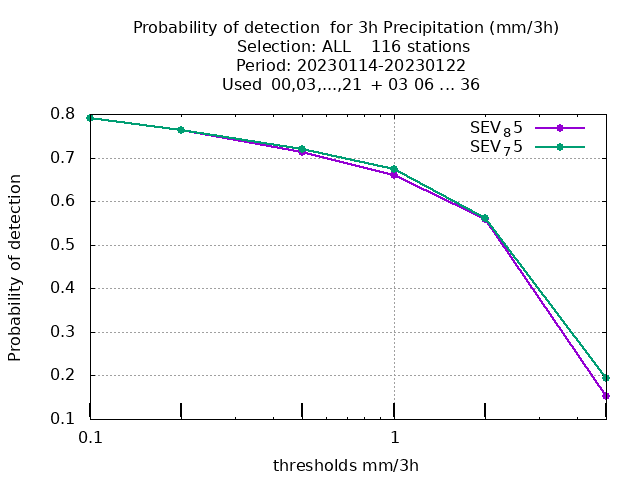 Probability of detection  for 3h Precipitation (mm/3h)
Selection: ALL    116 stations
Period: 20230114-20230122
Used  00,03,...,21  + 03 06 ... 36
SEV₈5
SEV₇5
0.8
0.7
0.6
0.5
0.4
0.3
0.2
0.1
Probability of detection
0.1
1
thresholds mm/3h